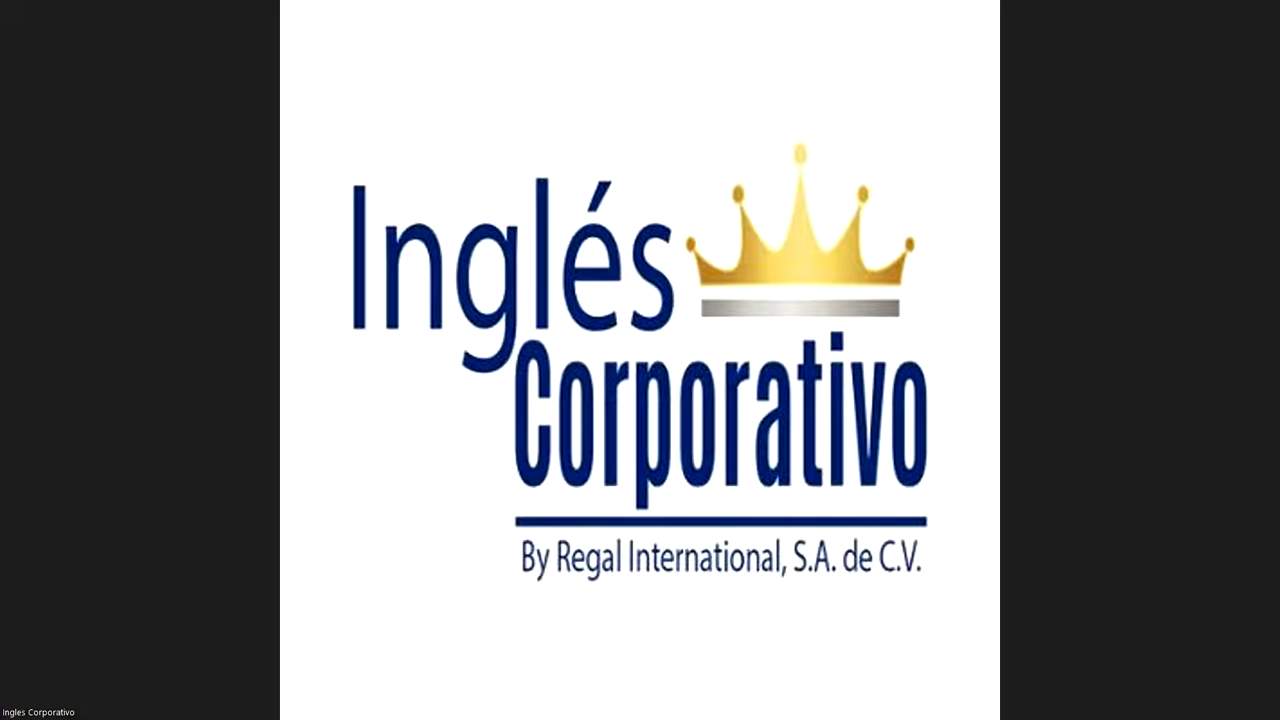 Inglés
Corporativo
By Regal International, S.A. de C.V.
Ingles Corporativo